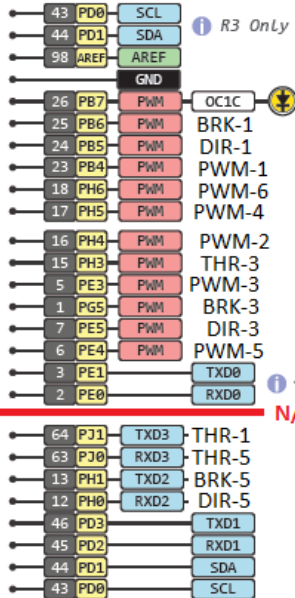 43 PD0 SCL R3 Only
44 PD1 SDA
98 AREF AREF
GND
26 PB7 PWM OC1C
25 PB6 PWM BRK-1
24 PB5 PWM DIR-1
23 PB4 PWM PWM-1
18 PH6 PWM PWM-6
17 PH5 PWM PWM-4
16 PH4 PWM PWM-2
15 PH3 PWM THR-3
5 PE3 PWM PWM-3
1 PG5 PWM BRK-3
7 PE5 PWM DIR-3
6 PE4 PWM PWM-5
3 PE1 TXD0
2 PE0 RXD0
N/
64 PJ1 TXD3 THR-1
63 PJ0 RXD3 THR-5
13 PH1 TXD2 BRK-5
12 PH0 RXD2 DIR-5
46 PD3 TXD1
45 PD2 RXD1
44 PD1 SDA
43 PD0 SCL